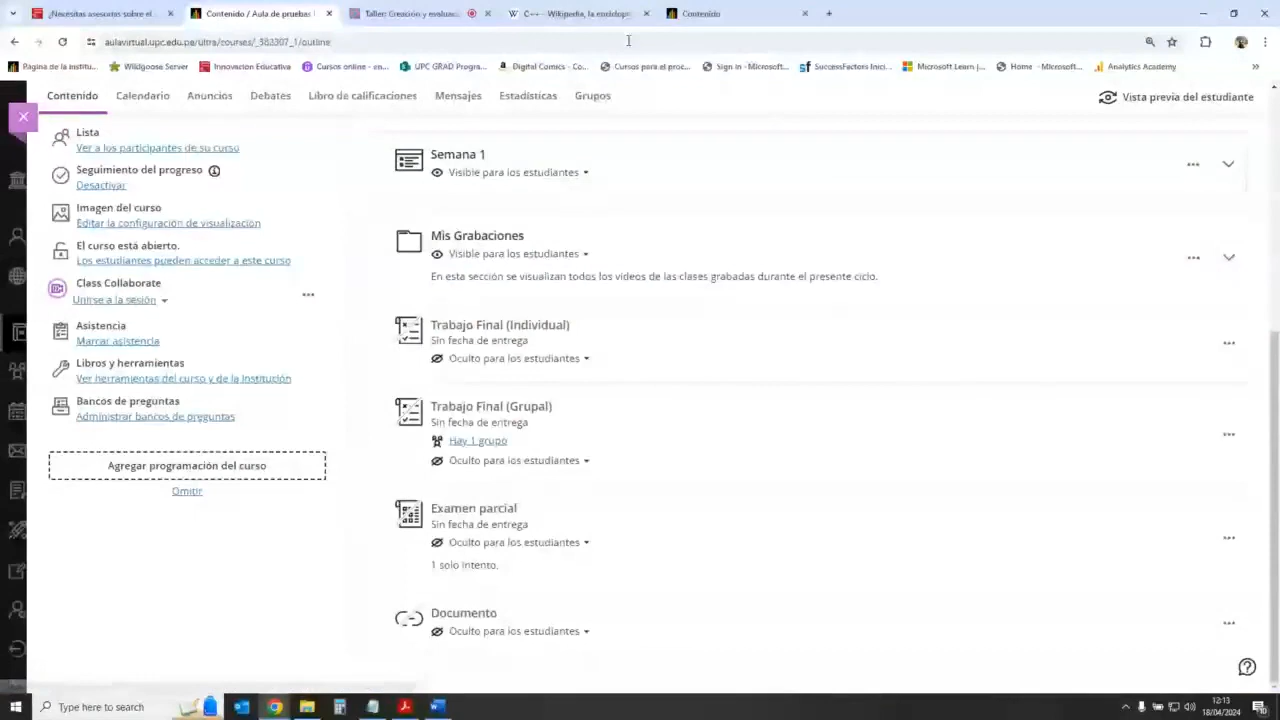 ¿Necesitas asesorías sobre el
Contenido / Aula de pruebas
Taller: Creación y evaluac
C++ - Wikipedia, la enciclope
Contenido
aulavirtual.upc.edu.pe/ultra/courses/_383307_1/outline
Página de la Institu...
Wildgoose Server
Innovación Educativa
Cursos online - en...
UPC GRAD Progra...
Digital Comics - Co...
Cursos para el proc...
Sign in - Microsoft...
SuccessFactors Inici...
Microsoft Learn |...
Home - Microsoft...
Analytics Academy
Contenido
Calendario
Anuncios
Debates
Libro de calificaciones
Mensajes
Estadísticas
Grupos
Vista previa del estudiante
Lista
Ver a los participantes de su curso
Seguimiento del progreso
Desactivar
Imagen del curso
Editar la configuración de visualización
El curso está abierto.
Los estudiantes pueden acceder a este curso
Class Collaborate
Unirse a la sesión
Asistencia
Marcar asistencia
Libros y herramientas
Ver herramientas del curso y de la institución
Bancos de preguntas
Administrar bancos de preguntas
Agregar programación del curso
Omitir
Semana 1
Visible para los estudiantes
Mis Grabaciones
Visible para los estudiantes
En esta sección se visualizan todos los videos de las clases grabadas durante el presente ciclo.
Trabajo Final (Individual)
Sin fecha de entrega
Oculto para los estudiantes
Trabajo Final (Grupal)
Sin fecha de entrega
Hay 1 grupo
Oculto para los estudiantes
Examen parcial
Sin fecha de entrega
Oculto para los estudiantes
1 solo intento.
Documento
Oculto para los estudiantes
Type here to search
12:13
18/04/2024